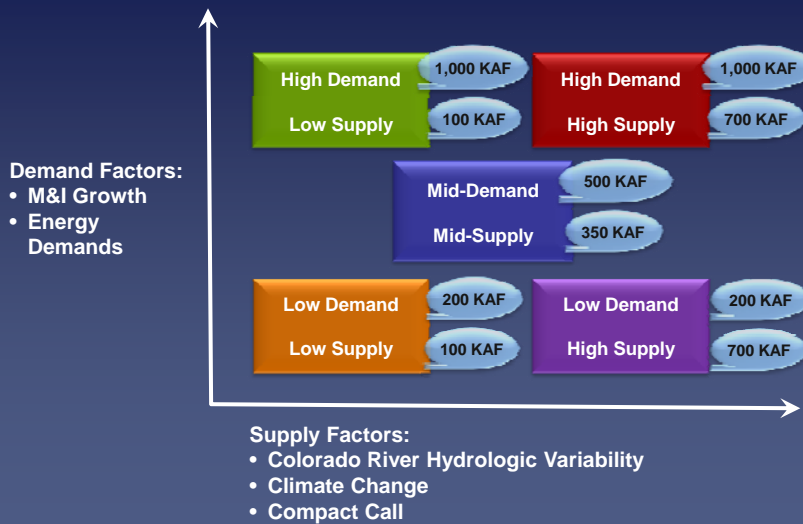 High Demand
1,000 KAF
Low Supply
100 KAF
High Demand
1,000 KAF
High Supply
700 KAF
Demand Factors:
• M&I Growth
• Energy
Demands
Mid-Demand
500 KAF
Mid-Supply
350 KAF
Low Demand
200 KAF
Low Supply
100 KAF
Low Demand
200 KAF
High Supply
700 KAF
Supply Factors:
• Colorado River Hydrologic Variability
• Climate Change
• Compact Call